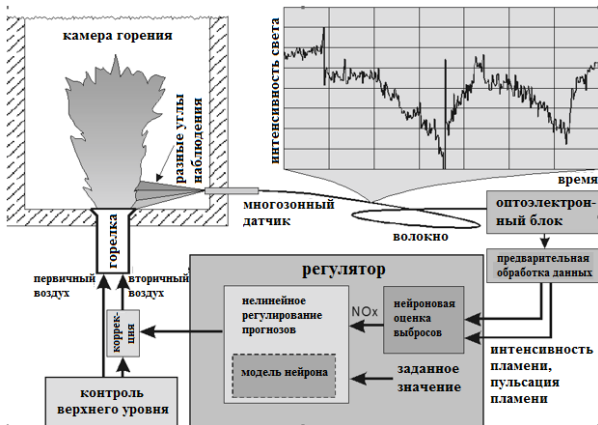 камера горения
разные углы
наблюдения
интенсивность света
время
многозонный
датчик
волокно
оптоэлектрон-
ный блок
горелка
предварительная
обработка данных
первичный
воздух
вторичный
воздух
регулятор
нелинейное
регулирование
прогнозов
NOx
нейроновая
оценка
выбросов
коррек-
ция
модель нейрона
заданное
значение
интенсивность
пламени,
пульсация
пламени
контроль
верхнего уровня